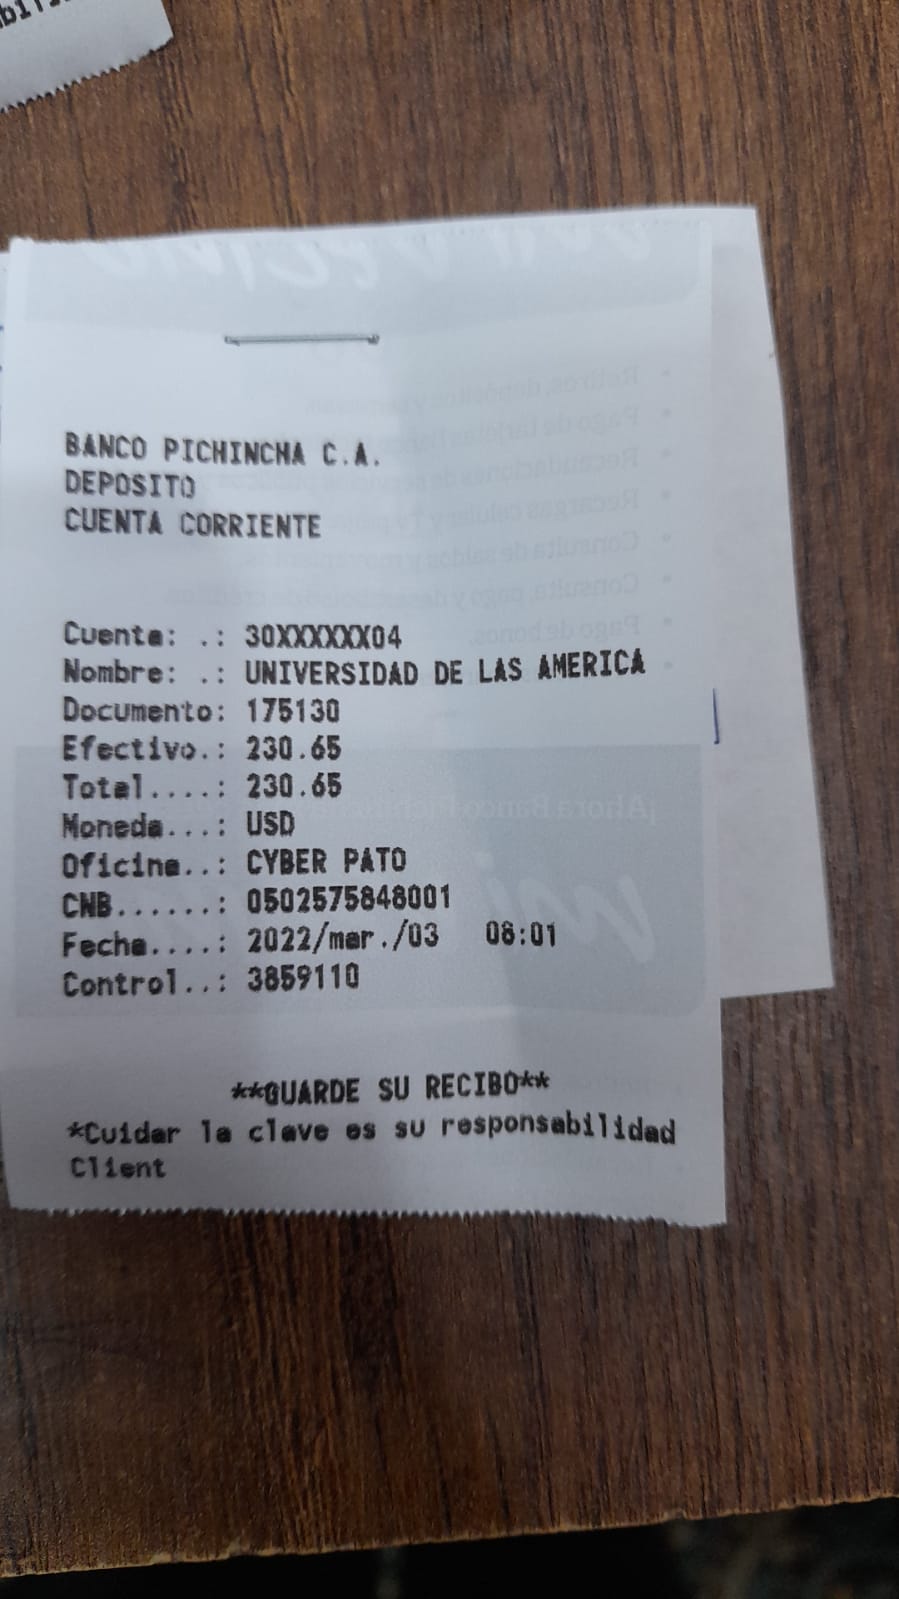 BANCO PICHINCHA C.A.
DEPOSITO
CUENTA CORRIENTE
Cuenta: .: 30XXXXXX04
Nombre: .: UNIVERSIDAD DE LAS AMERICA
Documento: 175130
Efectivo.: 230.65
Total....: 230.65
Moneda...: USD
Oficina..: CYBER PATO
CNB......: 0502575848001
Fecha....: 2022/mar./03 08:01
Control..: 3859110
**GUARDE SU RECIBO**
*Cuidar la clave es su responsabilidad
Client